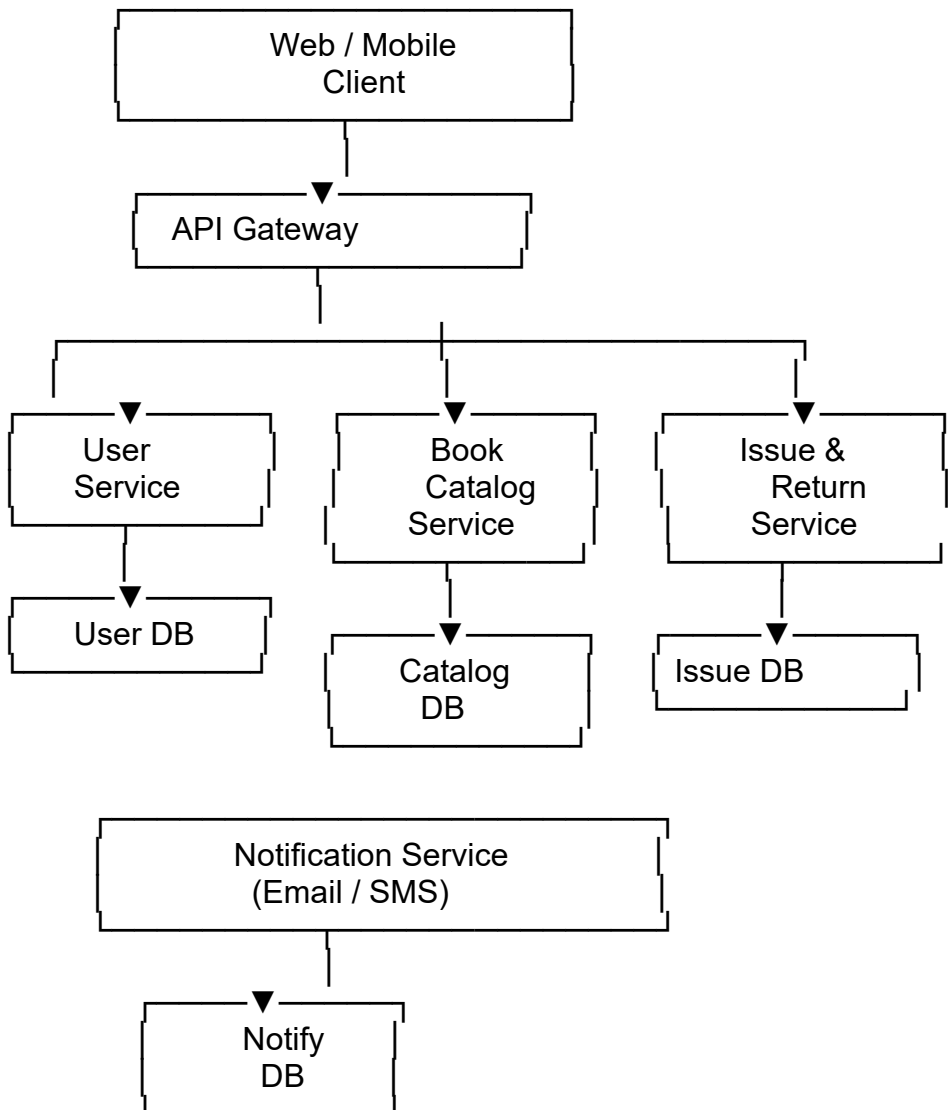 Web / Mobile
Client
API Gateway
User
Service
Book
Catalog
Service
Issue &
Return
Service
User DB
Catalog
DB
Issue DB
Notification Service
(Email / SMS)
Notify
DB